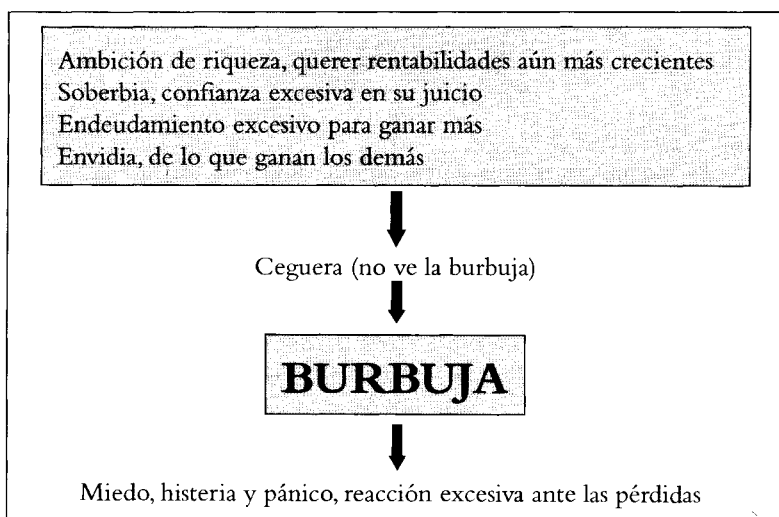 Ambición de riqueza, querer rentabilidades aún más crecientes
Soberbia, confianza excesiva en su juicio
Endeudamiento excesivo para ganar más
Envidia, de lo que ganan los demás
Ceguera (no ve la burbuja)
BURBUJA
Miedo, histeria y pánico, reacción excesiva ante las pérdidas